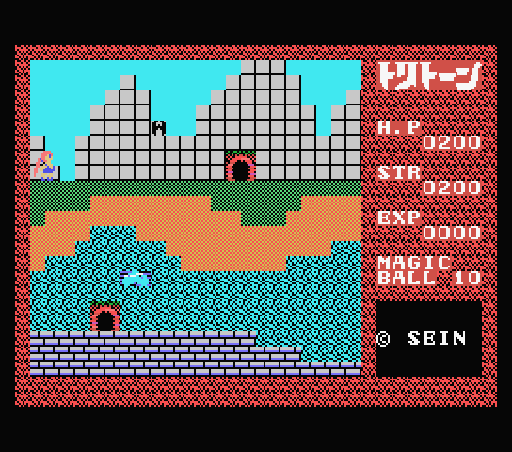 トリトーン
H.P
0200
STR
0200
EXP
0000
MAGIC
BALL 10
© SEIN